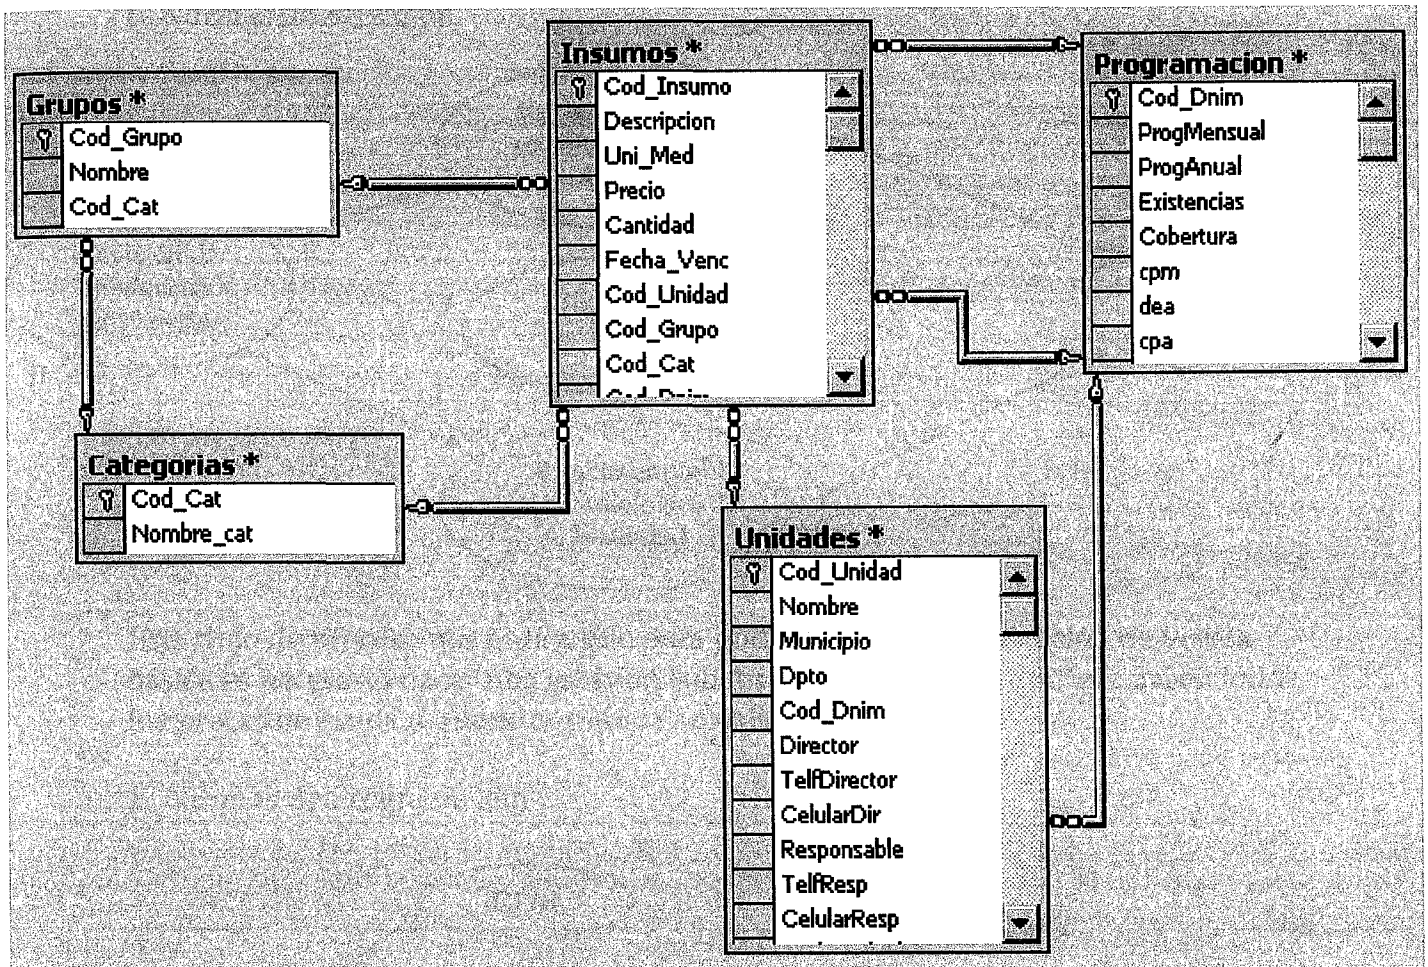 Grupos *
Cod_Grupo
Nombre
Cod_Cat
Insumos *
Cod_Insumo
Descripcion
Uni_Med
Precio
Cantidad
Fecha_Venc
Cod_Unidad
Cod_Grupo
Cod_Cat
Cod_Dnim
Programacion *
Cod_Dnim
ProgMensual
ProgAnual
Existencias
Cobertura
cpm
dea
cpa
Categorias *
Cod_Cat
Nombre_cat
Unidades *
Cod_Unidad
Nombre
Municipio
Dpto
Cod_Dnim
Director
TelfDirector
CelularDir
Responsable
TelfResp
CelularResp